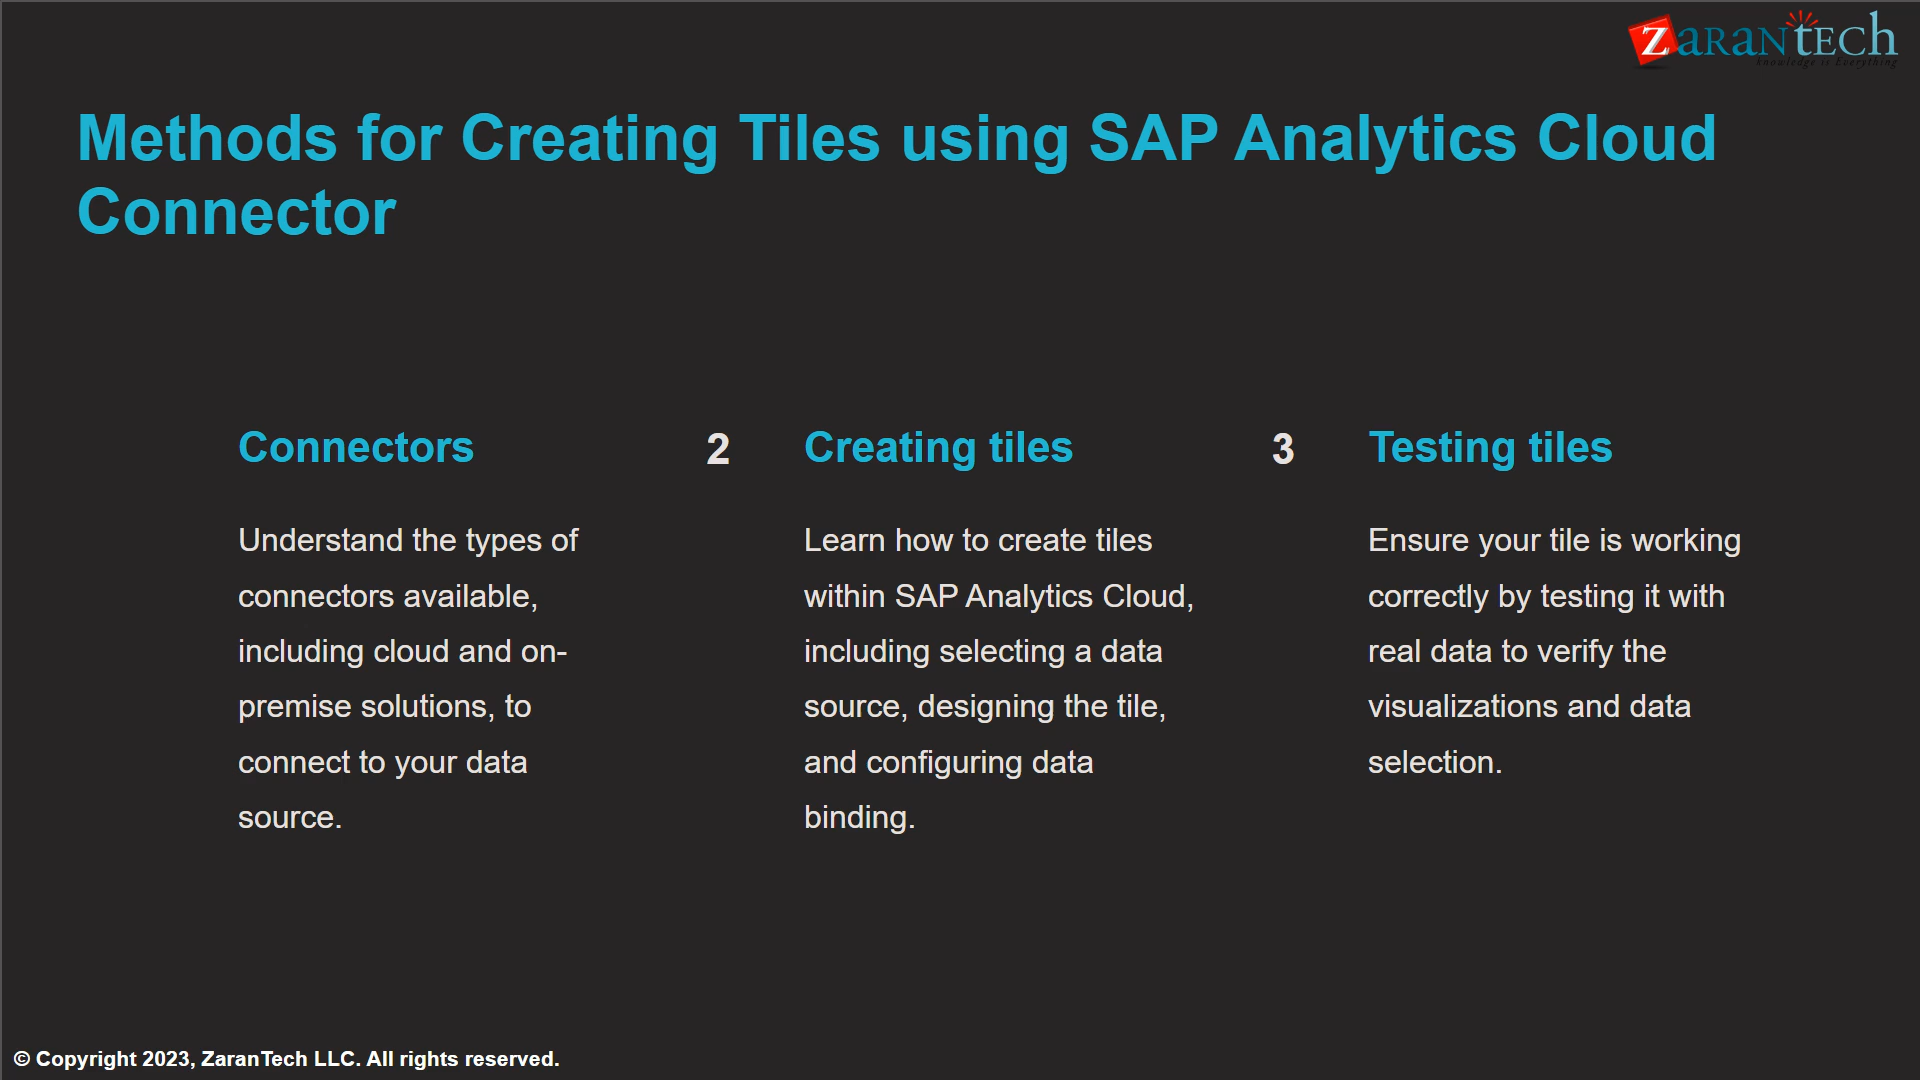 ZaranTech
knowledge is Everything
Methods for Creating Tiles using SAP Analytics Cloud
Connector
Connectors
Understand the types of
connectors available,
including cloud and on-
premise solutions, to
connect to your data
source.
2
Creating tiles
Learn how to create tiles
within SAP Analytics Cloud,
including selecting a data
source, designing the tile,
and configuring data
binding.
3
Testing tiles
Ensure your tile is working
correctly by testing it with
real data to verify the
visualizations and data
selection.
© Copyright 2023, ZaranTech LLC. All rights reserved.